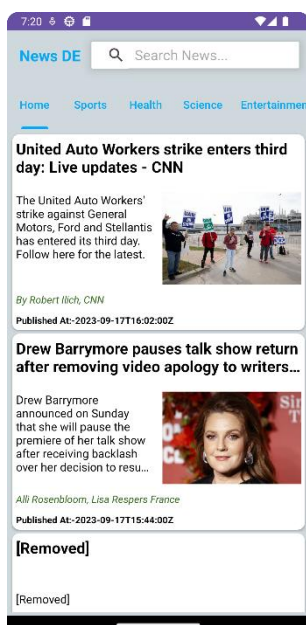 7:20
News DE
Search News...
Home Sports Health Science Entertainmen
United Auto Workers strike enters third
day: Live updates - CNN
The United Auto Workers'
strike against General
Motors, Ford and Stellantis
has entered its third day.
Follow here for the latest.
By Robert Ilich, CNN
Published At:-2023-09-17T16:02:00Z
Drew Barrymore pauses talk show return
after removing video apology to writers...
Drew Barrymore
announced on Sunday
that she will pause the
premiere of her talk show
after receiving backlash
over her decision to resu...
Alli Rosenbloom, Lisa Respers France
Published At:-2023-09-17T15:44:00Z
[Removed]
[Removed]